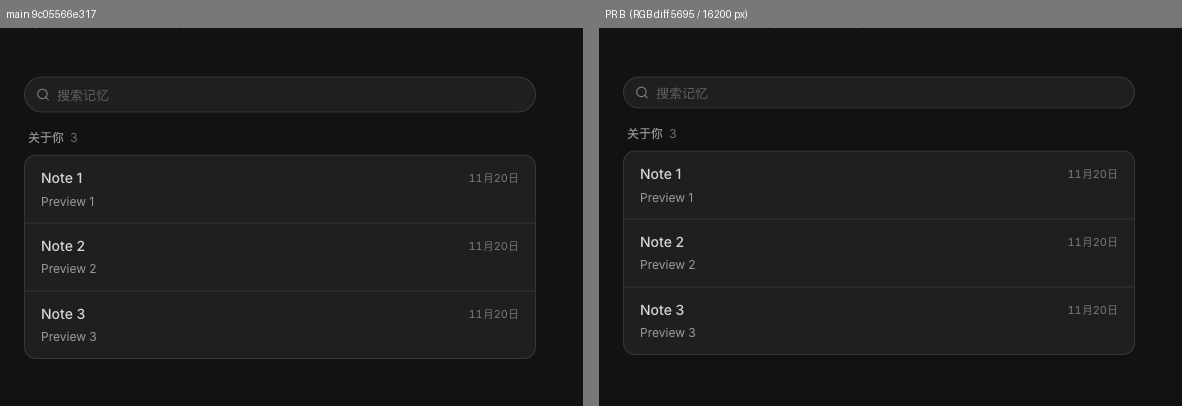 main 9c05566e317
搜索记忆
关于你 3
Note 1 11月20日
Preview 1
Note 2 11月20日
Preview 2
Note 3 11月20日
Preview 3
PR B (RGB diff 5695 / 16200 px)
搜索记忆
关于你 3
Note 1 11月20日
Preview 1
Note 2 11月20日
Preview 2
Note 3 11月20日
Preview 3